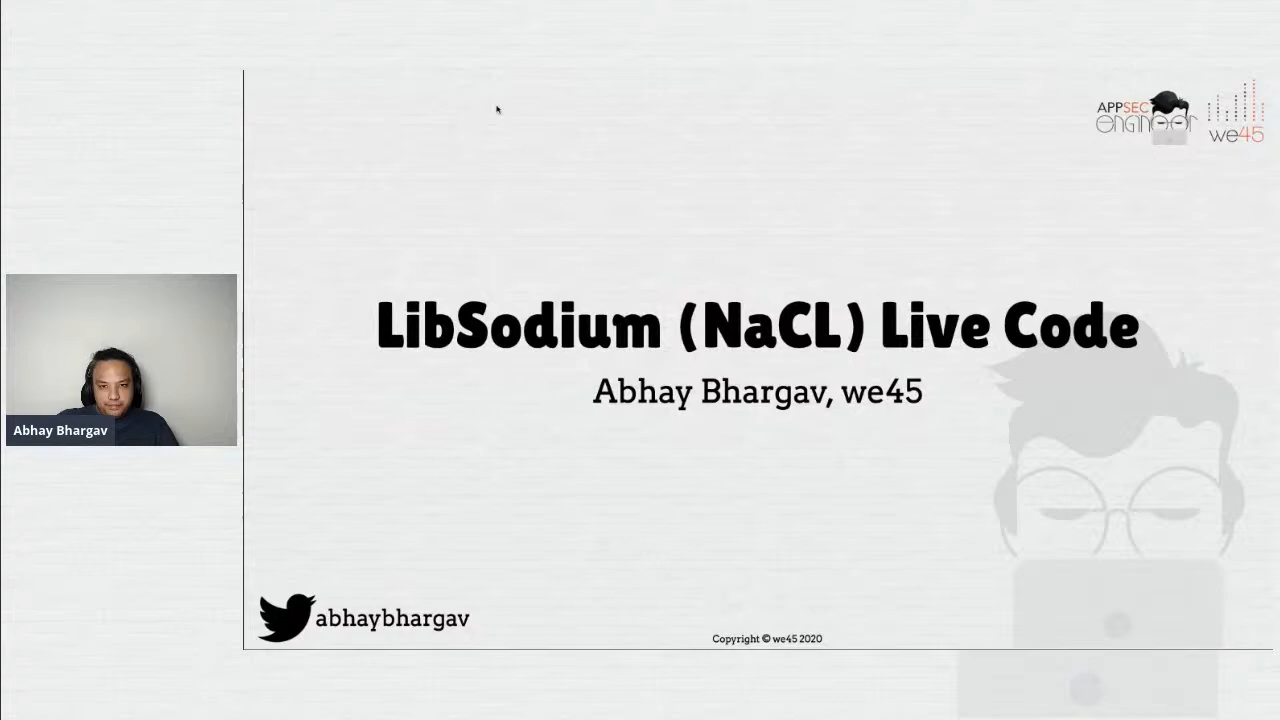 APPSEC
engineer
we45
LibSodium (NaCL) Live Code
Abhay Bhargav, we45
Abhay Bhargav
abhaybhargav
Copyright © we45 2020